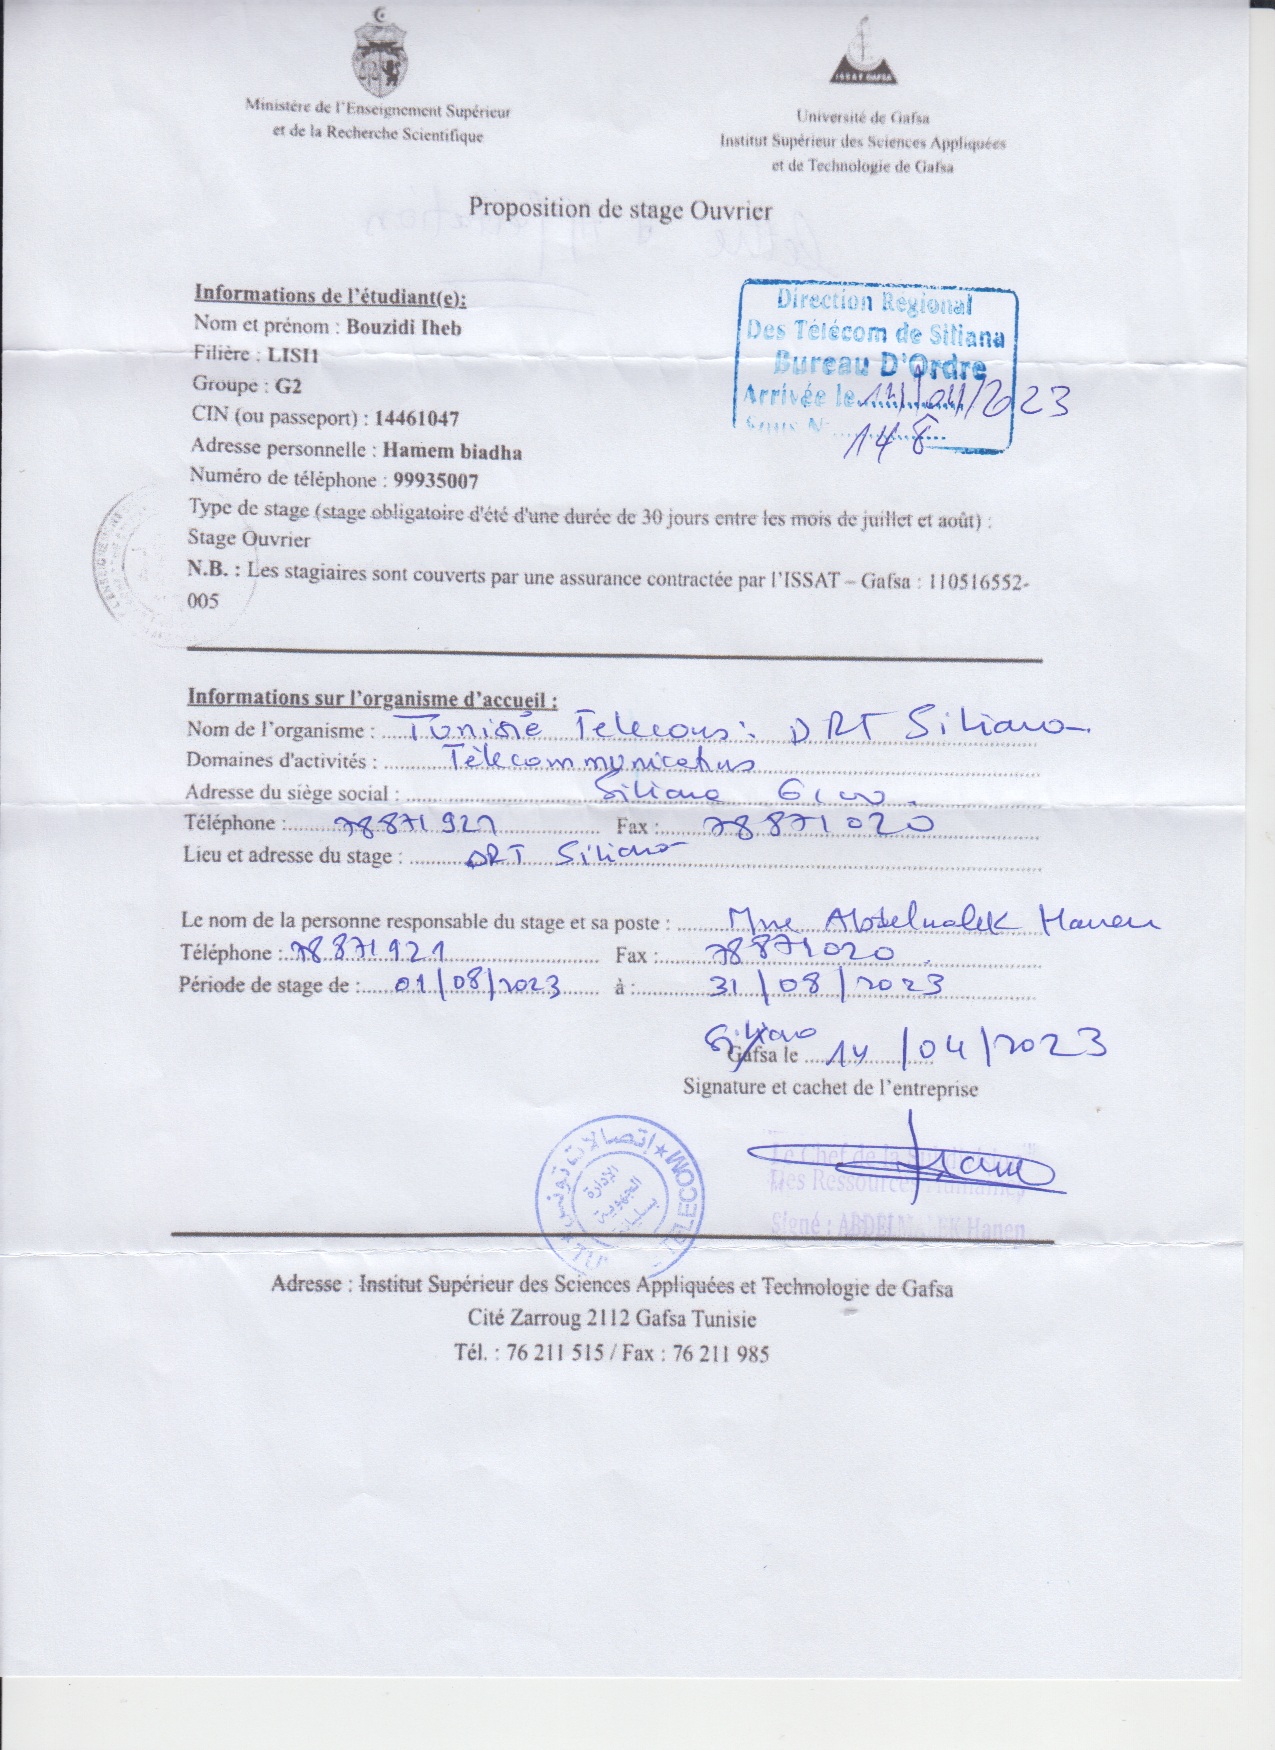 Ministère de l'Enseignement Supérieur
et de la Recherche Scientifique
ISSAT GAFSA
Université de Gafsa
Institut Supérieur des Sciences Appliquées
et de Technologie de Gafsa
Proposition de stage Ouvrier
Informations de l'étudiant(e):
Nom et prénom : Bouzidi Iheb
Filière : LISI1
Groupe : G2
CIN (ou passeport) : 14461047
Adresse personnelle : Hamem biadha
Numéro de téléphone : 99935007
Type de stage (stage obligatoire d'été d'une durée de 30 jours entre les mois de juillet et août) :
Stage Ouvrier
N.B. : Les stagiaires sont couverts par une assurance contractée par l'ISSAT – Gafsa : 110516552-
005
Direction Régional
Des Télécom de Siliana
Bureau D'Ordre
Arrivée le 14/04/2023
Sous N° 148
Informations sur l'organisme d'accueil :
Nom de l'organisme : Tunisie Telecom : DRT Siliana
Domaines d'activités : Télécommunications
Adresse du siège social : Siliana 6100
Téléphone : 78871921 Fax : 78871020
Lieu et adresse du stage : DRT Siliana
Le nom de la personne responsable du stage et sa poste : Mme Abdelmalek Hanen
Téléphone : 78871921 Fax : 78871020
Période de stage de : 01/08/2023 à : 31/08/2023
Siliana
Gafsa le 14/04/2023
Signature et cachet de l'entreprise
Le Chef de la
Des Ressources Humaines
Signé : ABDELMALEK Hanen
اتصالات تونس
الإدارة
الجهوية
بسليانة
TELECOM
Adresse : Institut Supérieur des Sciences Appliquées et Technologie de Gafsa
Cité Zarroug 2112 Gafsa Tunisie
Tél. : 76 211 515 / Fax : 76 211 985